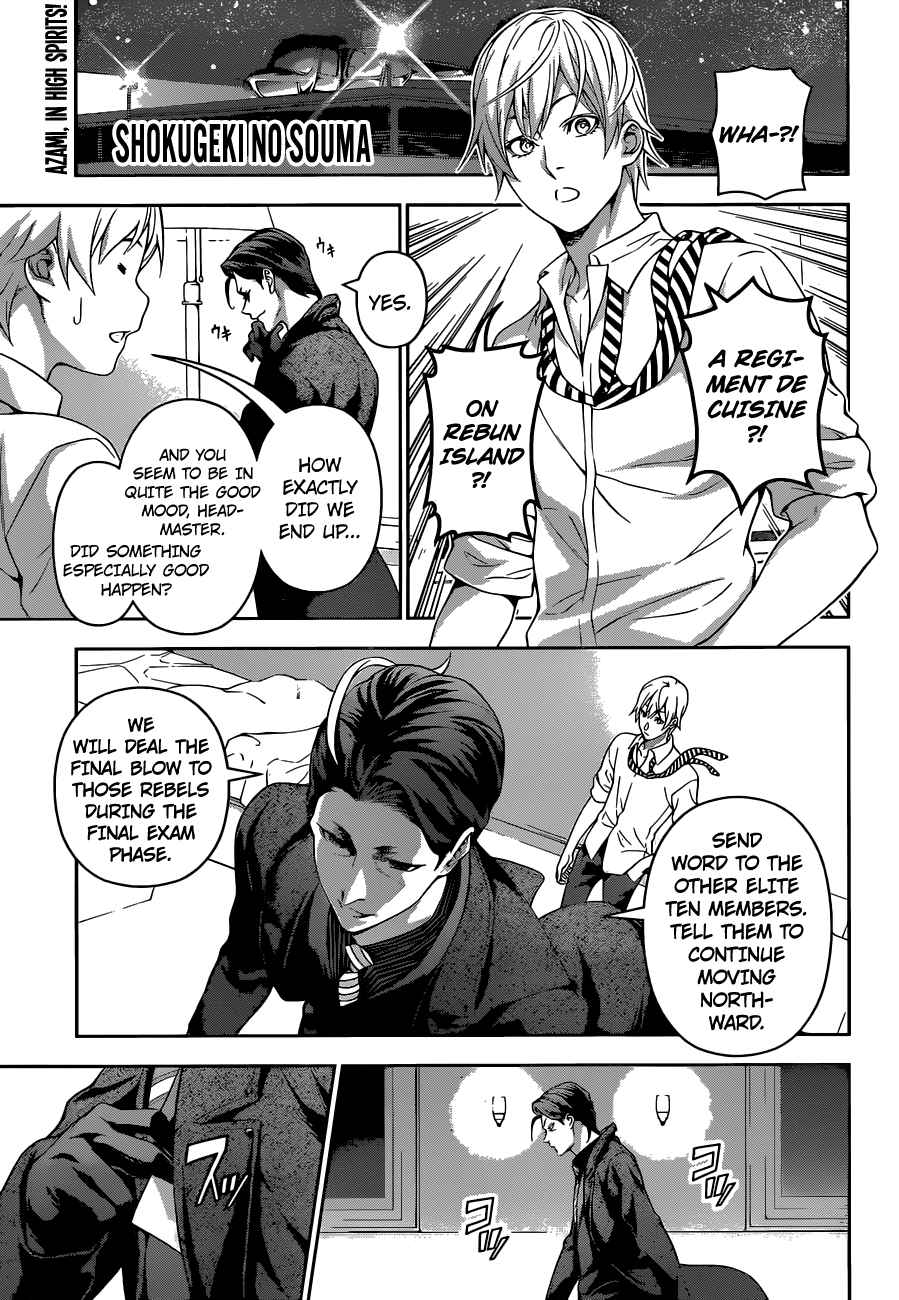 AZAMI, IN HIGH SPIRITS!
SHOKUGEKI NO SOUMA
WHA-?!
A REGI-
MENT DE
CUISINE
?!
ON
REBUN
ISLAND
?!
YES.
ウキ
ウキ
HOW
EXACTLY
DID WE
END UP...
AND YOU
SEEM TO BE IN
QUITE THE GOOD
MOOD, HEAD-
MASTER.
DID SOMETHING
ESPECIALLY GOOD
HAPPEN?
WE
WILL DEAL THE
FINAL BLOW TO
THOSE REBELS
DURING THE
FINAL EXAM
PHASE.
SEND
WORD TO THE
OTHER ELITE
TEN MEMBERS.
TELL THEM TO
CONTINUE
MOVING
NORTH-
WARD.
コツ
コツ
コツ